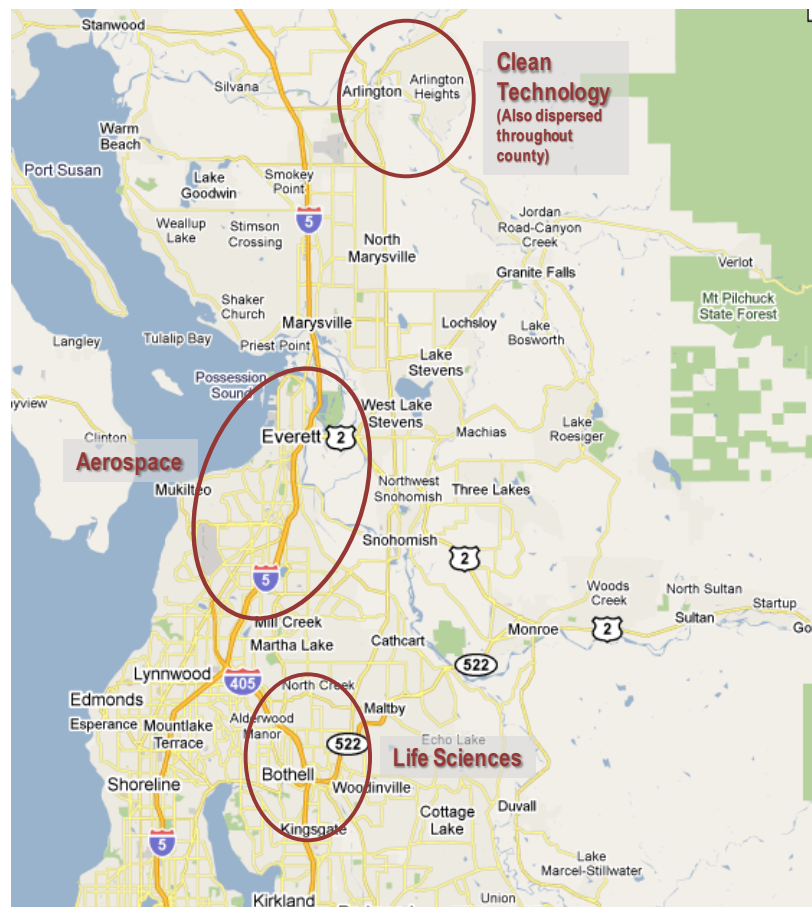 L
Stanwood
Clean
Technology
(Also dispersed
throughout
county)
Silvana
Arlington
Arlington
Heights
Warm
Beach
Port Susan
Lake
Goodwin
Smokey
Point
Weallup
Lake
Stimson
Crossing
5
North
Marysville
Jordan
Road-Canyon
Creek
Verlot
Granite Falls
Mt Pilchuck
State Forest
Shaker
Church
Marysville
Lochsloy
Lake
Bosworth
Langley
Tulalip Bay
Priest Point
Lake
Stevens
Possession
Sound
West Lake
Stevens
ayview
Clinton
Everett
2
Machias
Lake
Roesiger
Aerospace
Mukilteo
Northwest
Snohomish
Three Lakes
Snohomish
2
5
Woods
Creek
North Sultan
Startup
Sultan
Go
2
Mill Creek
Martha Lake
Cathcart
Monroe
522
Lynnwood
405
North Creek
Edmonds
Esperance
Mountlake
Terrace
Alderwood
Manor
Maltby
522
Echo Lake
Life Sciences
Bothell
Shoreline
Woodinville
Cottage
Lake
Duvall
Kingsgate
5
Lake
Marcel-Stillwater
Kirkland
Union